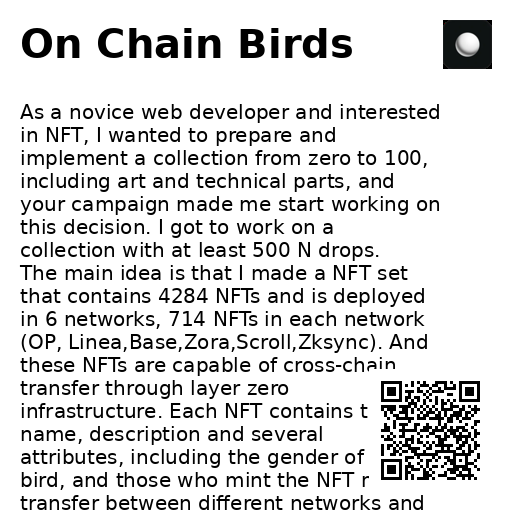 On Chain Birds
As a novice web developer and interested
in NFT, I wanted to prepare and
implement a collection from zero to 100,
including art and technical parts, and
your campaign made me start working on
this decision. I got to work on a
collection with at least 500 N drops.
The main idea is that I made a NFT set
that contains 4284 NFTs and is deployed
in 6 networks, 714 NFTs in each network
(OP, Linea,Base,Zora,Scroll,Zksync). And
these NFTs are capable of cross-chain
transfer through layer zero
infrastructure. Each NFT contains t
name, description and several
attributes, including the gender of
bird, and those who mint the NFT r
transfer between different networks and